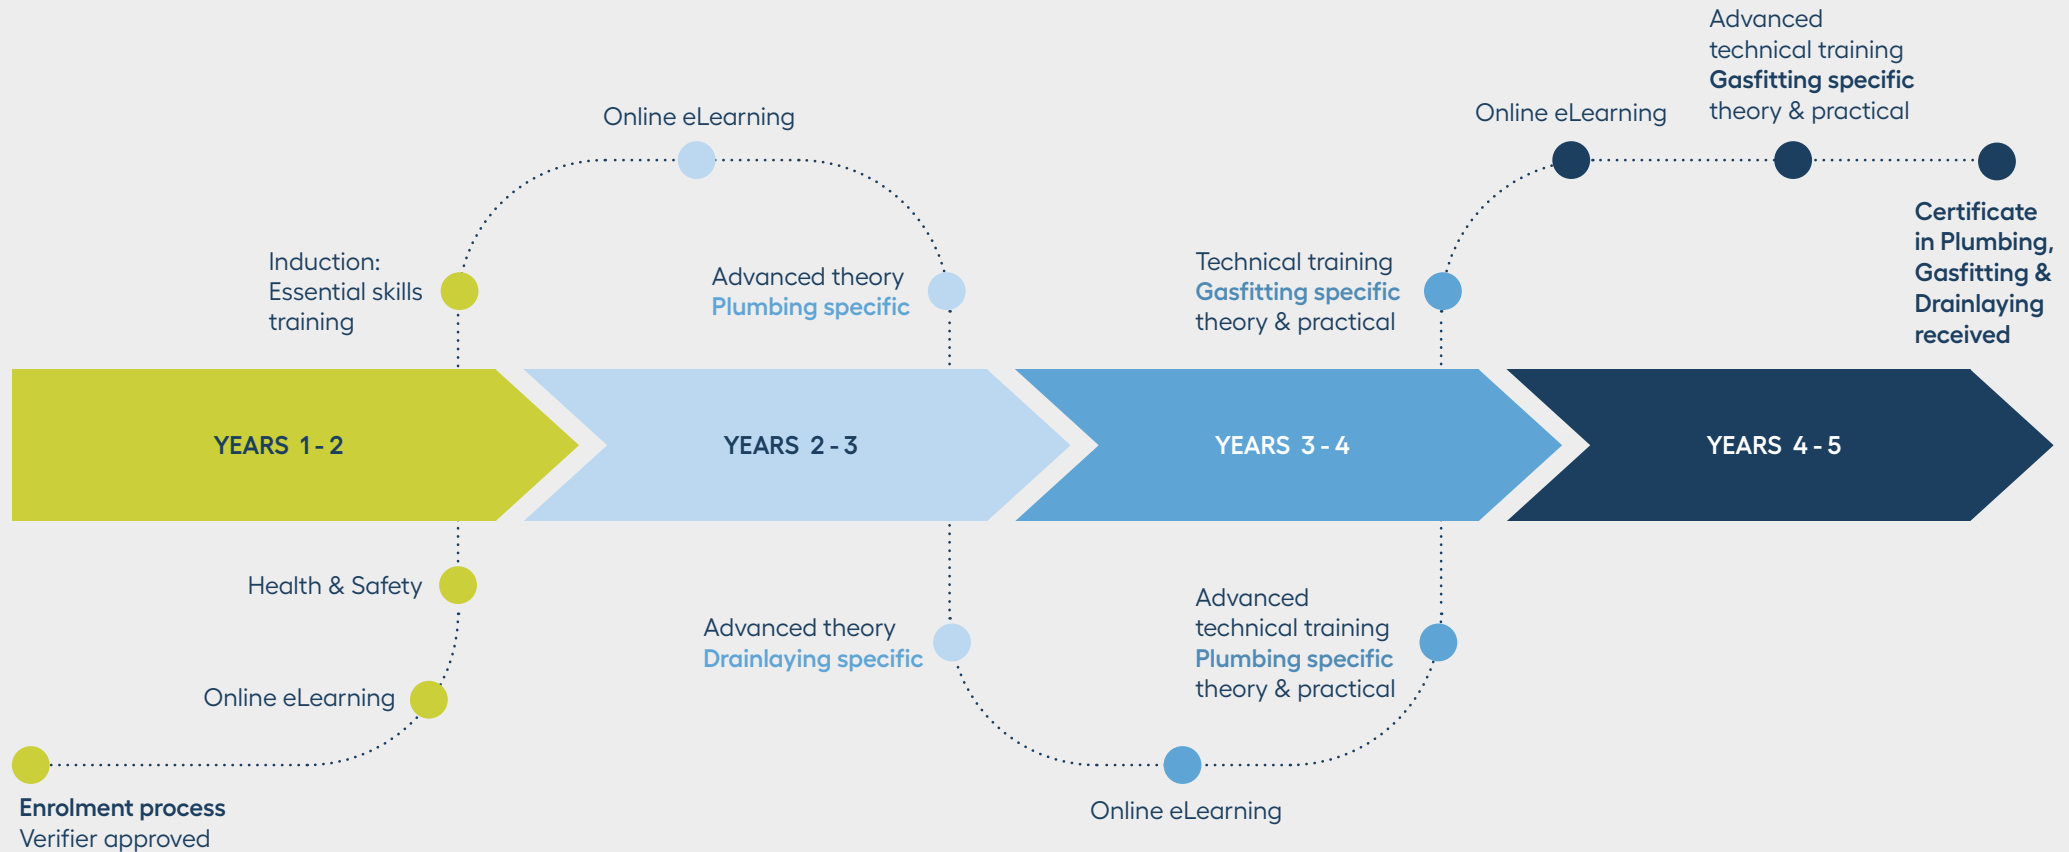 Advanced
technical training
Gasfitting specific
theory & practical
Online eLearning
Online eLearning
Certificate
in Plumbing,
Gasfitting &
Drainlaying
received
Induction:
Essential skills
training
Advanced theory
Plumbing specific
Technical training
Gasfitting specific
theory & practical
YEARS 1 - 2
YEARS 2 - 3
YEARS 3 - 4
YEARS 4 - 5
Health & Safety
Advanced theory
Drainlaying specific
Advanced
technical training
Plumbing specific
theory & practical
Online eLearning
Enrolment process
Verifier approved
Online eLearning